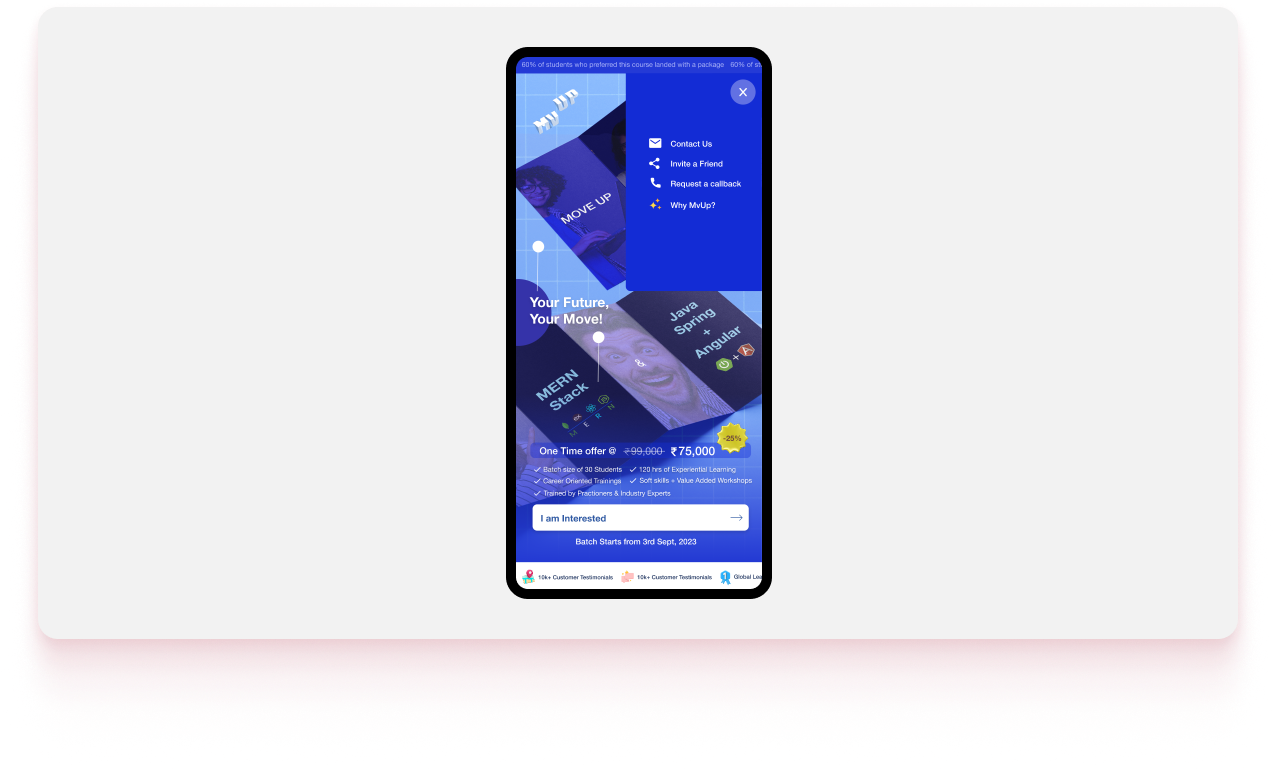 60% of students who preferred this course landed with a package 60% of st
MvUp
X
Contact Us
Invite a Friend
Request a callback
Why MvUp?
MOVE UP
Your Future,
Your Move!
Java
Spring
+
Angular
+
&
MERN
Stack
ex
M E R N
-25%
One Time offer @ ₹99,000 ₹75,000
Batch size of 30 Students 120 hrs of Experiential Learning
Career Oriented Trainings Soft skills + Value Added Workshops
Trained by Practioners & Industry Experts
I am Interested
Batch Starts from 3rd Sept, 2023
10k+ Customer Testimonials 10k+ Customer Testimonials 1 Global Lea